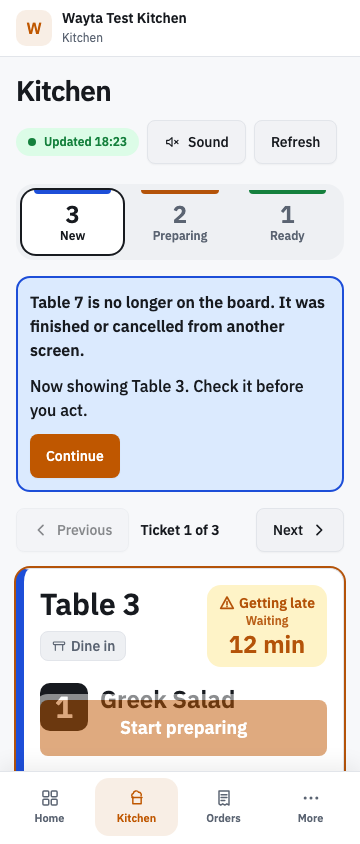 W
Wayta Test Kitchen
Kitchen
Kitchen
Updated 18:23
Sound
Refresh
3
New
2
Preparing
1
Ready
Table 7 is no longer on the board. It was
finished or cancelled from another
screen.
Now showing Table 3. Check it before
you act.
Continue
Previous
Ticket 1 of 3
Next
Table 3
Dine in
Getting late
Waiting
12 min
1
Greek Salad
Start preparing
Home
Kitchen
Orders
More